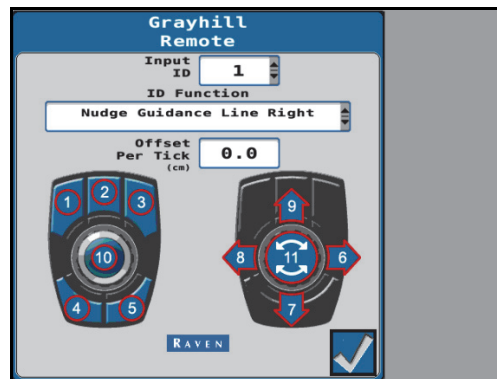 Grayhill
Remote
Input
ID
1
ID Function
Nudge Guidance Line Right
Offset
Per Tick
(cm)
0.0
1
2
3
10
4
5
9
8
11
6
7
RAVEN